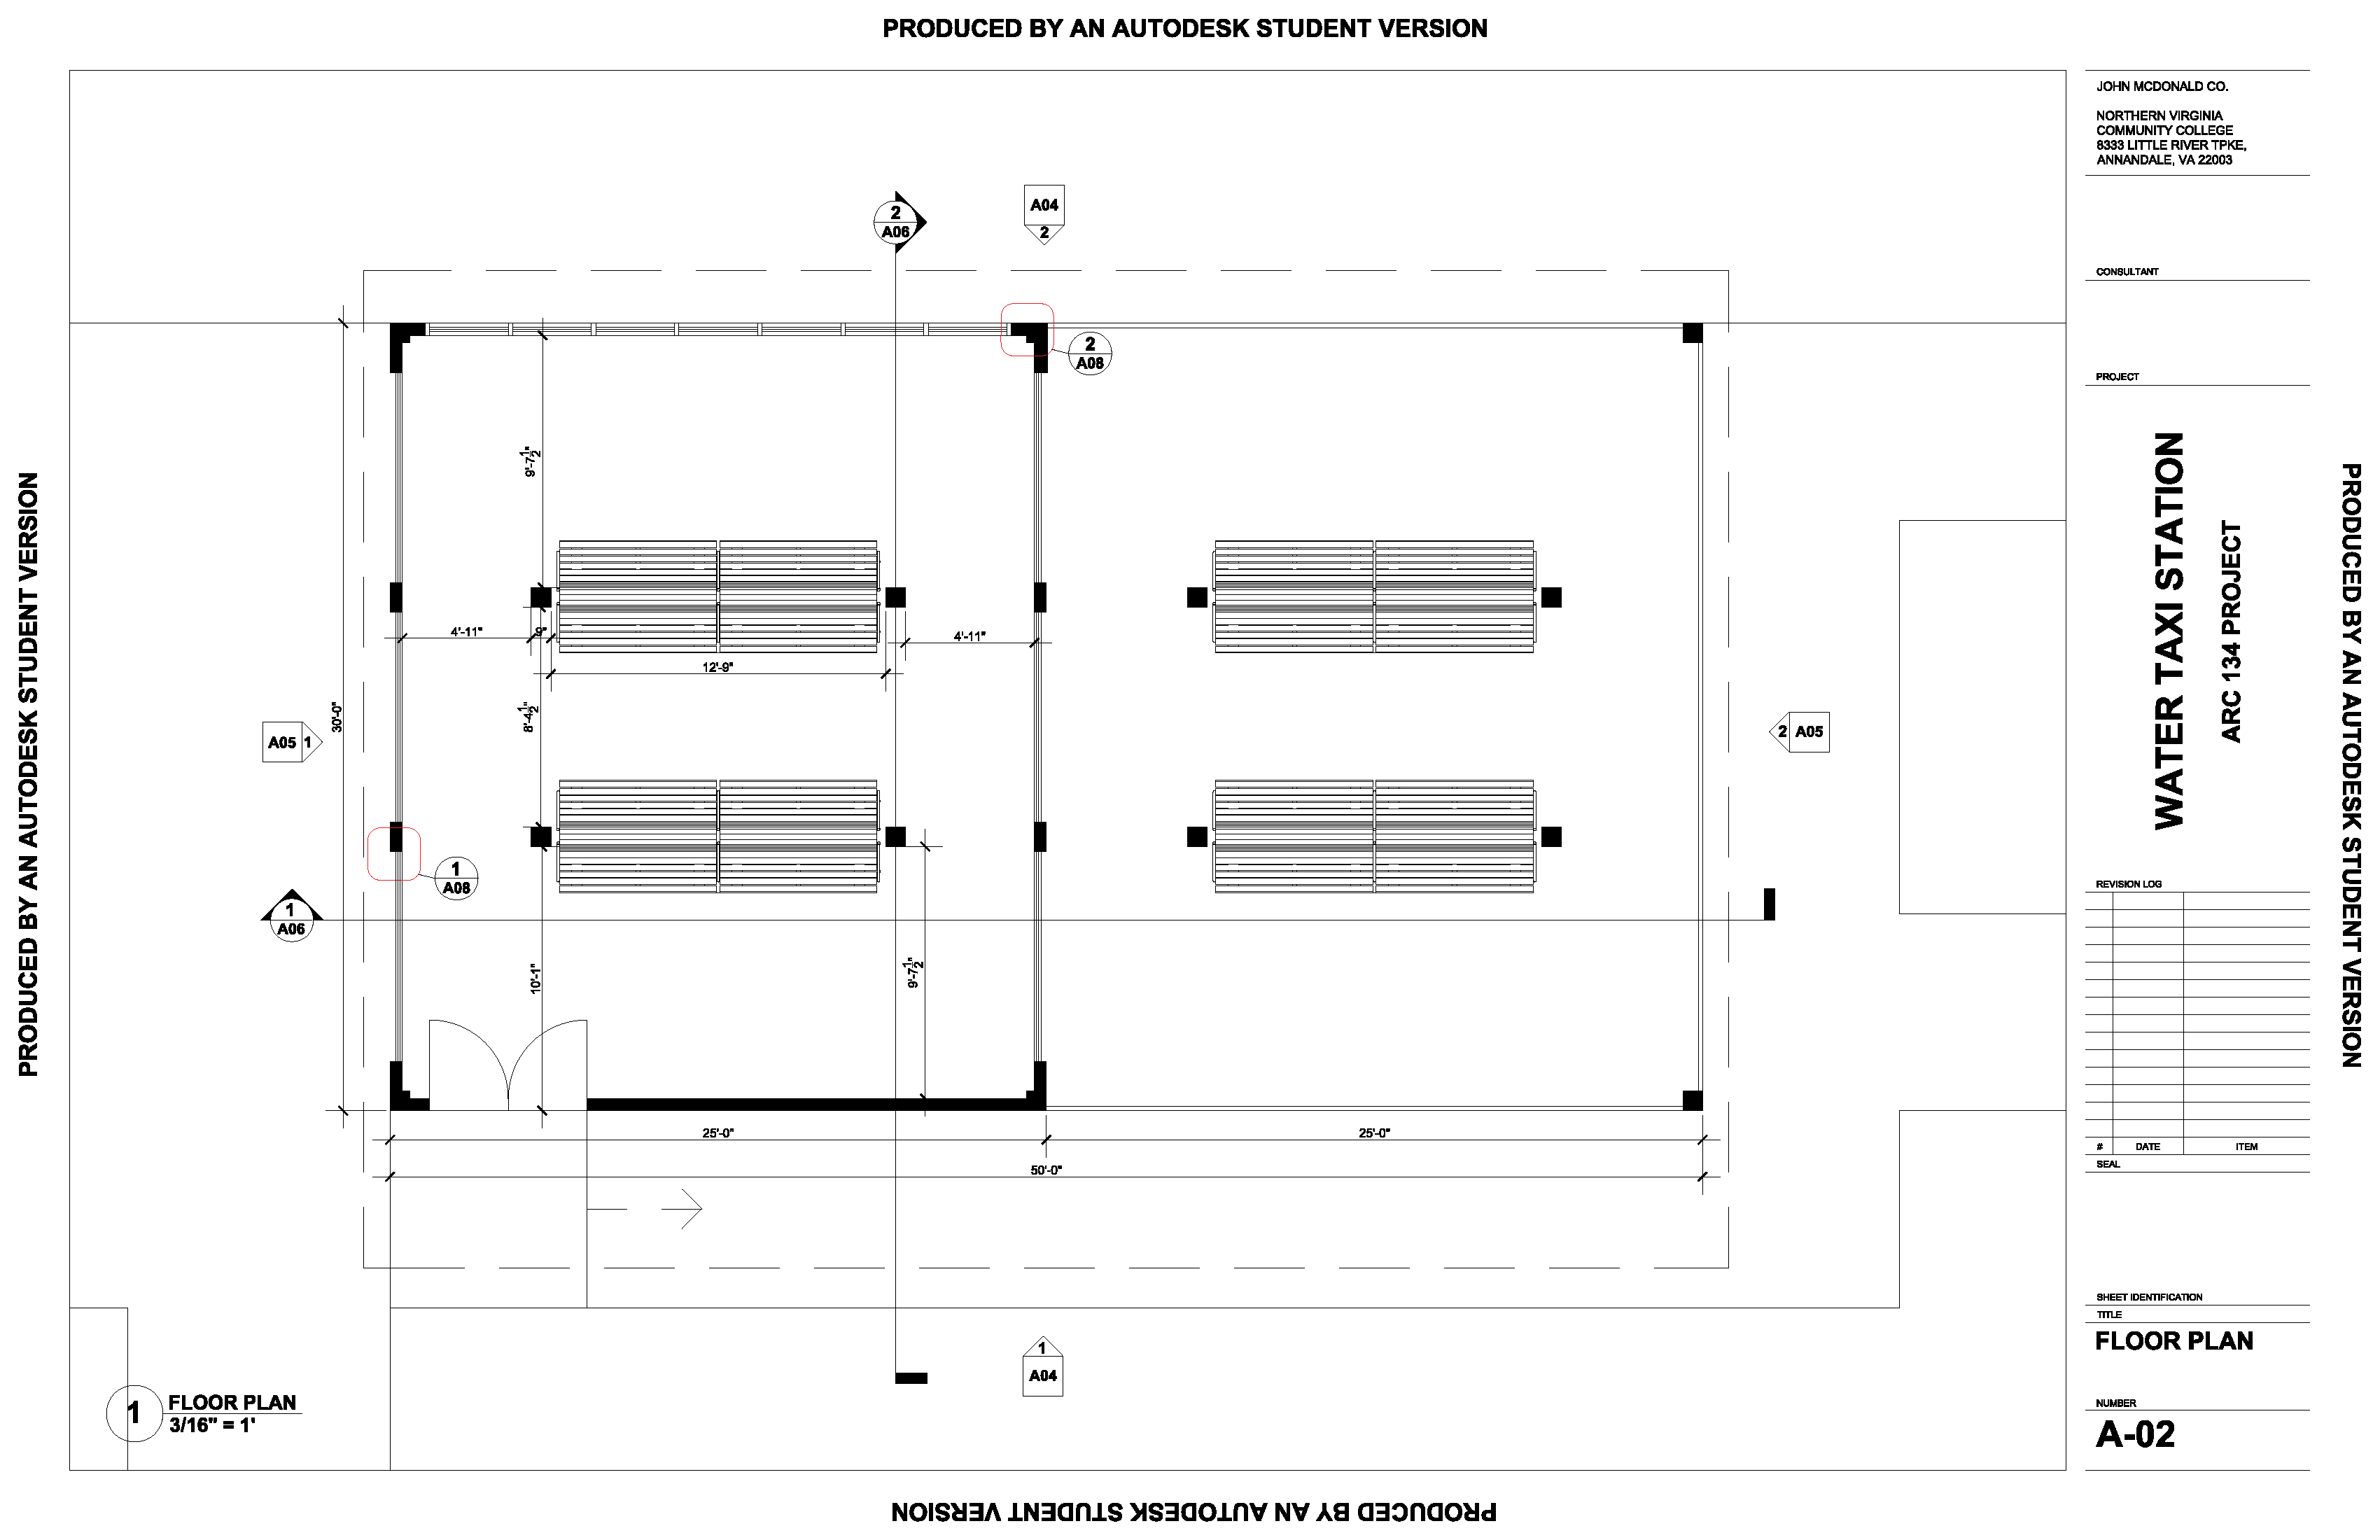 PRODUCED BY AN AUTODESK STUDENT VERSION
JOHN MCDONALD CO.
NORTHERN VIRGINIA
COMMUNITY COLLEGE
8333 LITTLE RIVER TPKE,
ANNANDALE, VA 22003
CONSULTANT
PROJECT
WATER TAXI STATION
ARC 134 PROJECT
REVISION LOG
# DATE ITEM
SEAL
SHEET IDENTIFICATION
TITLE
FLOOR PLAN
NUMBER
A-02
2
A06
A04
2
2
A08
9'-7 1/2"
4'-11"
9"
4'-11"
12'-9"
30'-0"
8'-4 1/2"
A05 1
2 A05
1
A08
1
A06
10'-1"
9'-7 1/2"
25'-0"
25'-0"
50'-0"
1
A04
1
FLOOR PLAN
3/16" = 1'
PRODUCED BY AN AUTODESK STUDENT VERSION
PRODUCED BY AN AUTODESK STUDENT VERSION
PRODUCED BY AN AUTODESK STUDENT VERSION